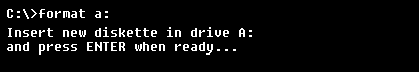 C:\>format a:
Insert new diskette in drive A:
and press ENTER when ready...